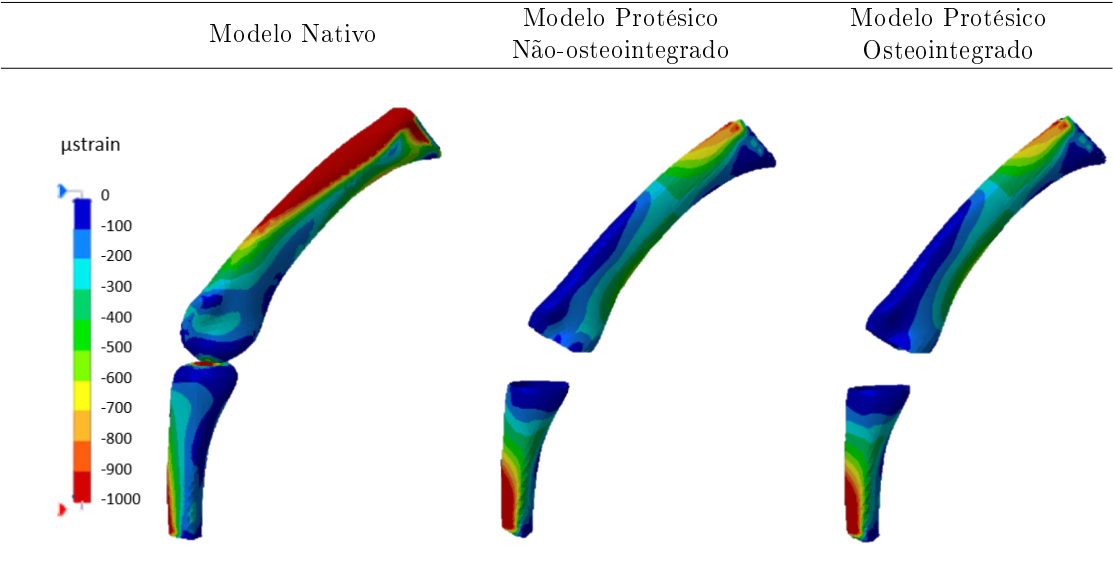 Modelo Nativo
Modelo Protésico
Não-osteointegrado
Modelo Protésico
Osteointegrado
µstrain
0
-100
-200
-300
-400
-500
-600
-700
-800
-900
-1000